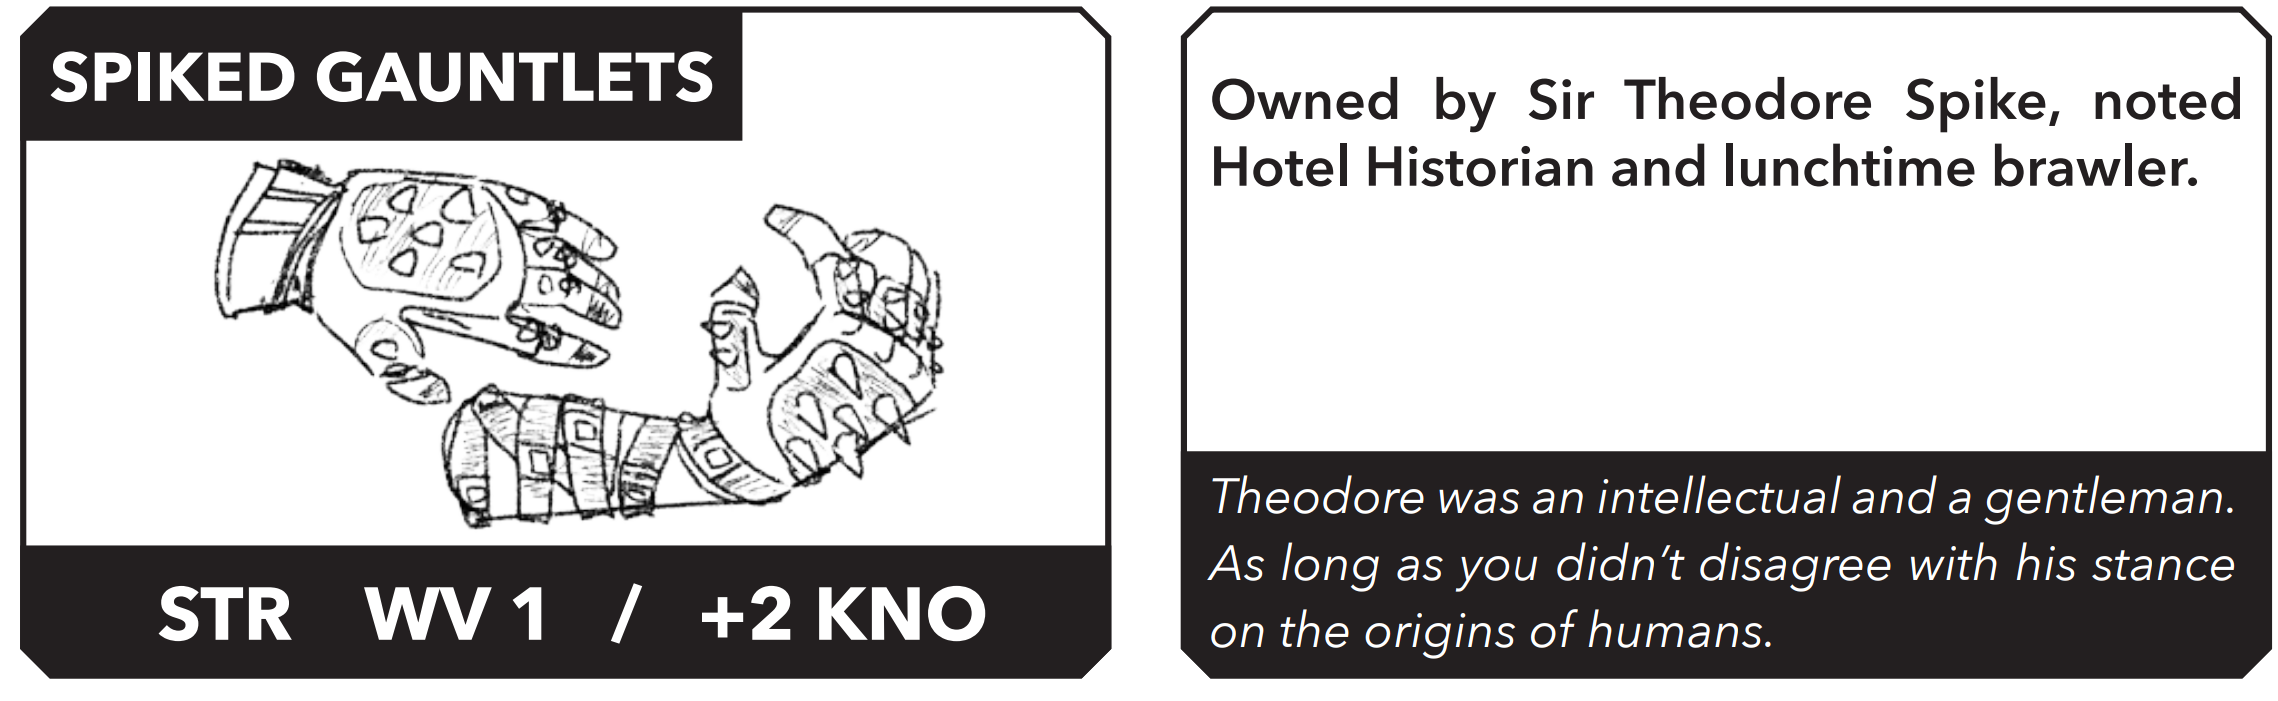 SPIKED GAUNTLETS
STR WV 1 / +2 KNO
Owned by Sir Theodore Spike, noted
Hotel Historian and lunchtime brawler.
Theodore was an intellectual and a gentleman.
As long as you didn’t disagree with his stance
on the origins of humans.